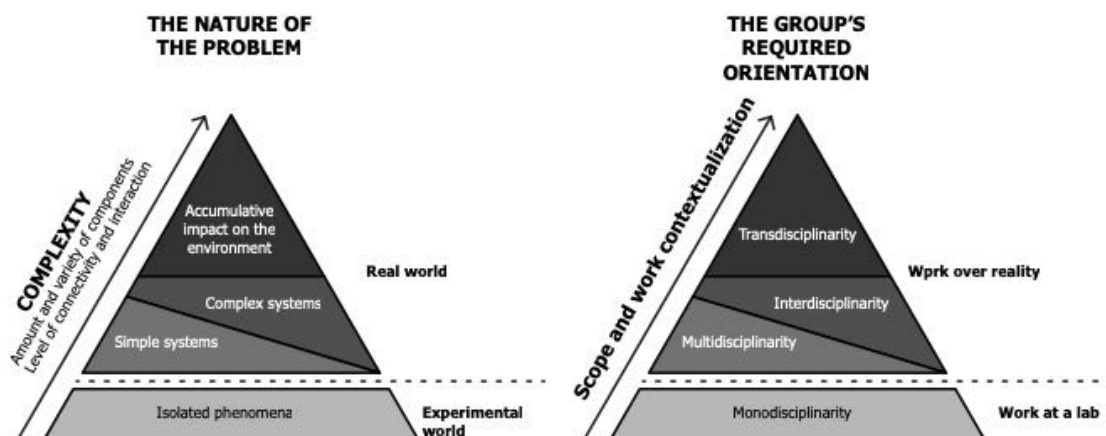 THE NATURE OF
THE PROBLEM
COMPLEXITY
Amount and variety of components
Level of connectivity and interaction
Accumulative
impact on the
environment
Complex systems
Simple systems
Real world
Isolated phenomena
Experimental
world
THE GROUP'S
REQUIRED
ORIENTATION
Scope and work contextualization
Transdisciplinarity
Interdisciplinarity
Multidisciplinarity
Wprk over reality
Monodisciplinarity
Work at a lab